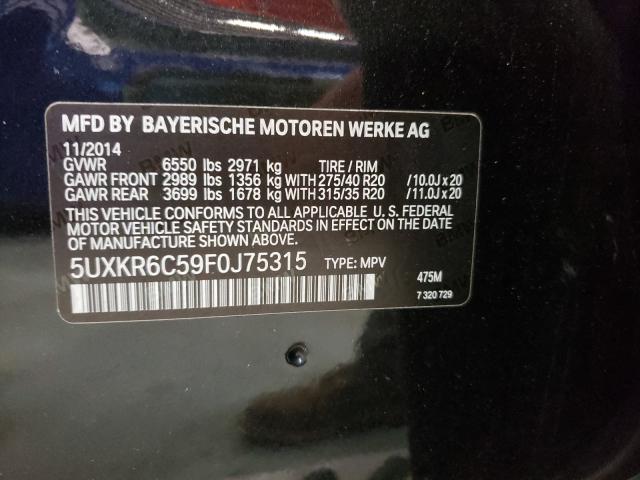 MFD BY BAYERISCHE MOTOREN WERKE AG
11/2014
GVWR 6550 lbs 2971 kg TIRE / RIM
GAWR FRONT 2989 lbs 1356 kg WITH 275/40 R20 /10.0J x 20
GAWR REAR 3699 lbs 1678 kg WITH 315/35 R20 /11.0J x 20
THIS VEHICLE CONFORMS TO ALL APPLICABLE U. S. FEDERAL
MOTOR VEHICLE SAFETY STANDARDS IN EFFECT ON THE DATE
OF MANUFACTURE SHOWN ABOVE.
5UXKR6C59F0J75315 TYPE: MPV
475M
7 320 729